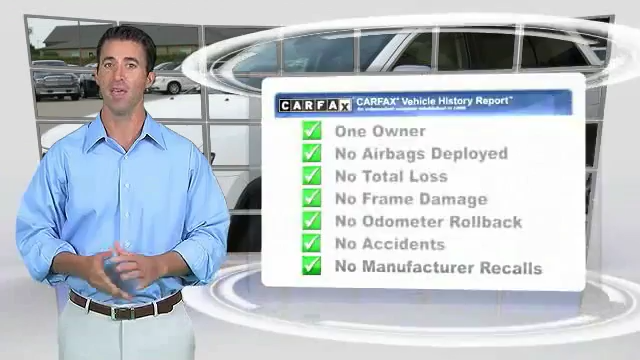 CARFAX CARFAX Vehicle History Report™
One Owner
No Airbags Deployed
No Total Loss
No Frame Damage
No Odometer Rollback
No Accidents
No Manufacturer Recalls